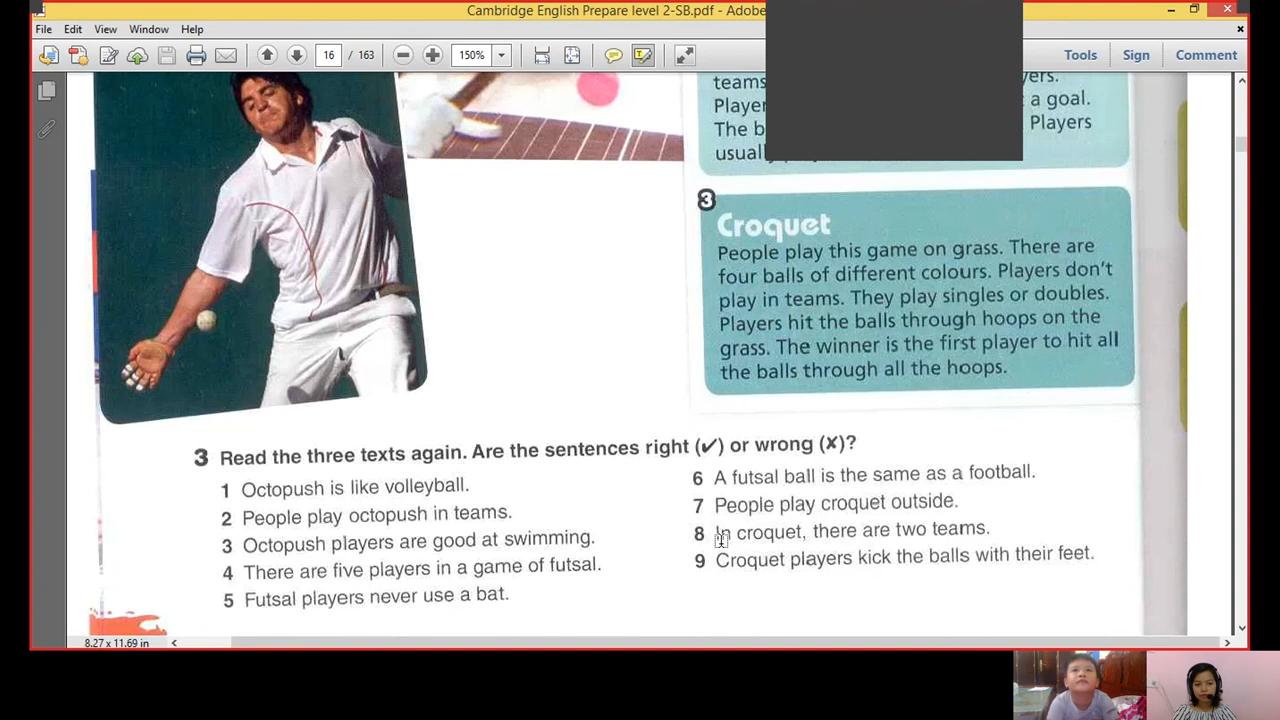 Cambridge English Prepare level 2-SB.pdf - Adobe
File Edit View Window Help
16 / 163 150% Tools Sign Comment
teams yers.
Player a goal.
The b Players
usually
3
Croquet
People play this game on grass. There are
four balls of different colours. Players don't
play in teams. They play singles or doubles.
Players hit the balls through hoops on the
grass. The winner is the first player to hit all
the balls through all the hoops.
3 Read the three texts again. Are the sentences right (✔) or wrong (✘)?
1 Octopush is like volleyball.
2 People play octopush in teams.
3 Octopush players are good at swimming.
4 There are five players in a game of futsal.
5 Futsal players never use a bat.
6 A futsal ball is the same as a football.
7 People play croquet outside.
8 In croquet, there are two teams.
9 Croquet players kick the balls with their feet.
8.27 x 11.69 in